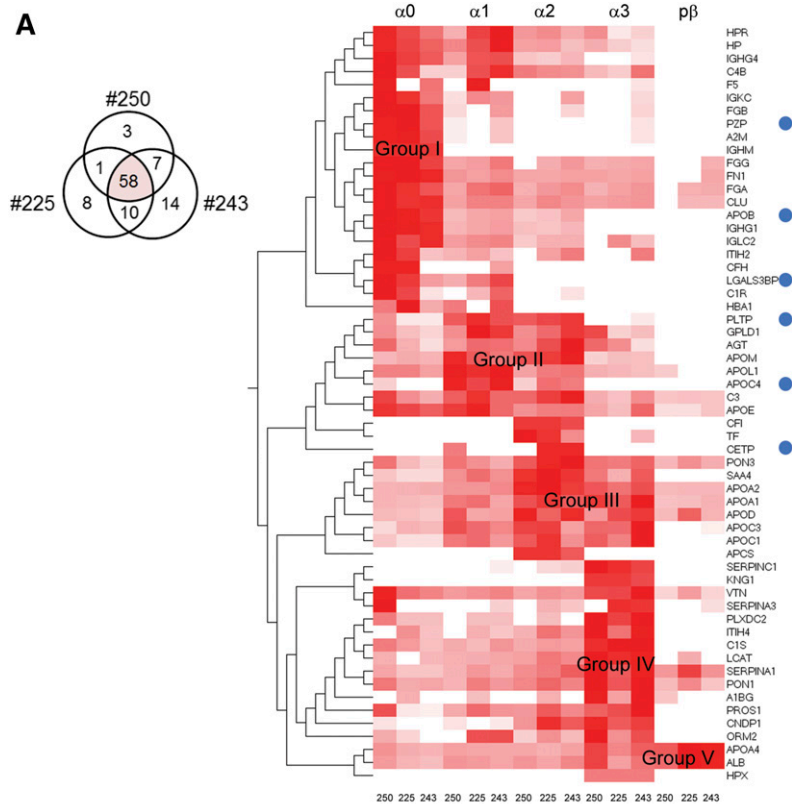 A
α0 α1 α2 α3 pβ
#250
3
1 7
58
#225 #243
8 10 14
HPR
HP
IGHG4
C4B
F5
IGKC
FGB
PZP
A2M
IGHM
Group I
FGG
FN1
FGA
CLU
APOB
IGHG1
IGLC2
ITIH2
CFH
LGALS3BP
C1R
HBA1
PLTP
GPLD1
AGT
APOM
Group II
APOL1
APOC4
C3
APOE
CFI
TF
CETP
PON3
SAA4
APOA2
APOA1
Group III
APOD
APOC3
APOC1
APCS
SERPINC1
KNG1
VTN
SERPINA3
PLXDC2
ITIH4
C1S
LCAT
Group IV
SERPINA1
PON1
A1BG
PROS1
CNDP1
ORM2
APOA4
Group V
ALB
HPX
250 225 243 250 225 243 250 225 243 250 225 243 250 225 243